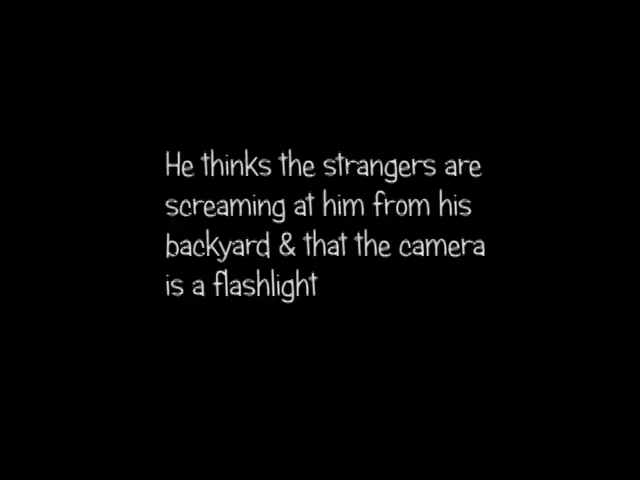 He thinks the strangers are
screaming at him from his
backyard & that the camera
is a flashlight